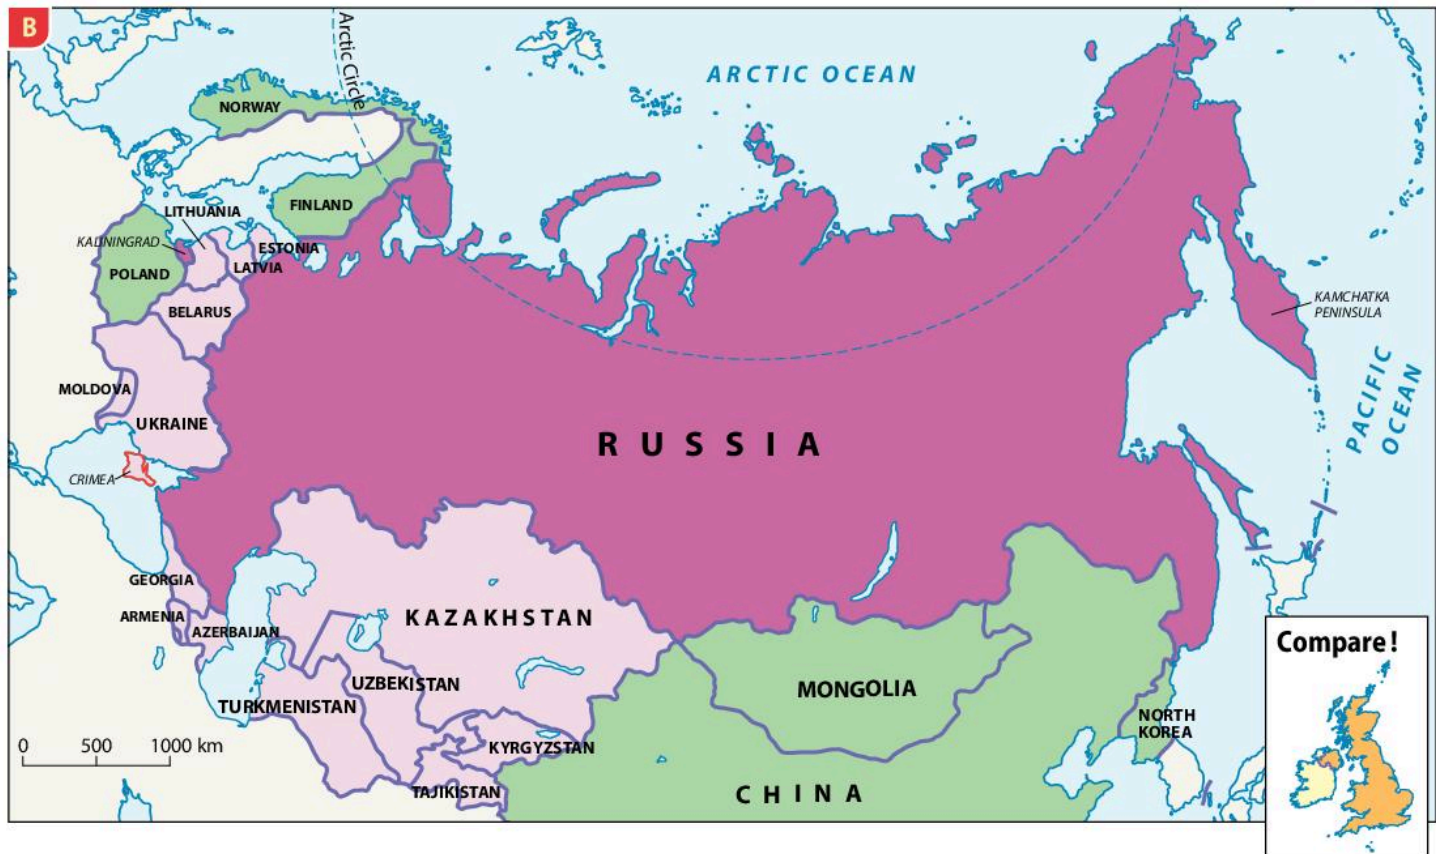 B
Arctic Circle
ARCTIC OCEAN
NORWAY
FINLAND
LITHUANIA
KALININGRAD
ESTONIA
LATVIA
POLAND
BELARUS
KAMCHATKA
PENINSULA
MOLDOVA
UKRAINE
RUSSIA
PACIFIC
OCEAN
CRIMEA
GEORGIA
ARMENIA
AZERBAIJAN
KAZAKHSTAN
UZBEKISTAN
TURKMENISTAN
MONGOLIA
NORTH
KOREA
KYRGYZSTAN
TAJIKISTAN
CHINA
0 500 1000 km
Compare!